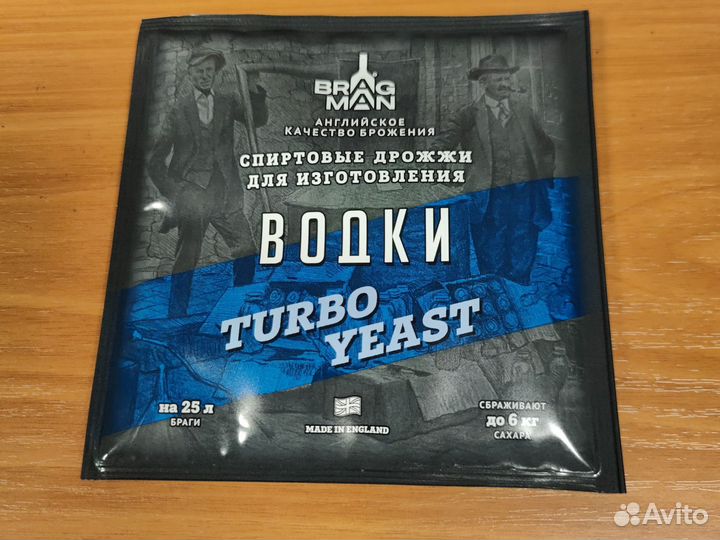 BRAG
MAN
АНГЛИЙСКОЕ
КАЧЕСТВО БРОЖЕНИЯ
СПИРТОВЫЕ ДРОЖЖИ
ДЛЯ ИЗГОТОВЛЕНИЯ
ВОДКИ
TURBO
YEAST
на 25 л
БРАГИ
MADE IN ENGLAND
СБРАЖИВАЮТ
до 6 кг
САХАРА
Avito